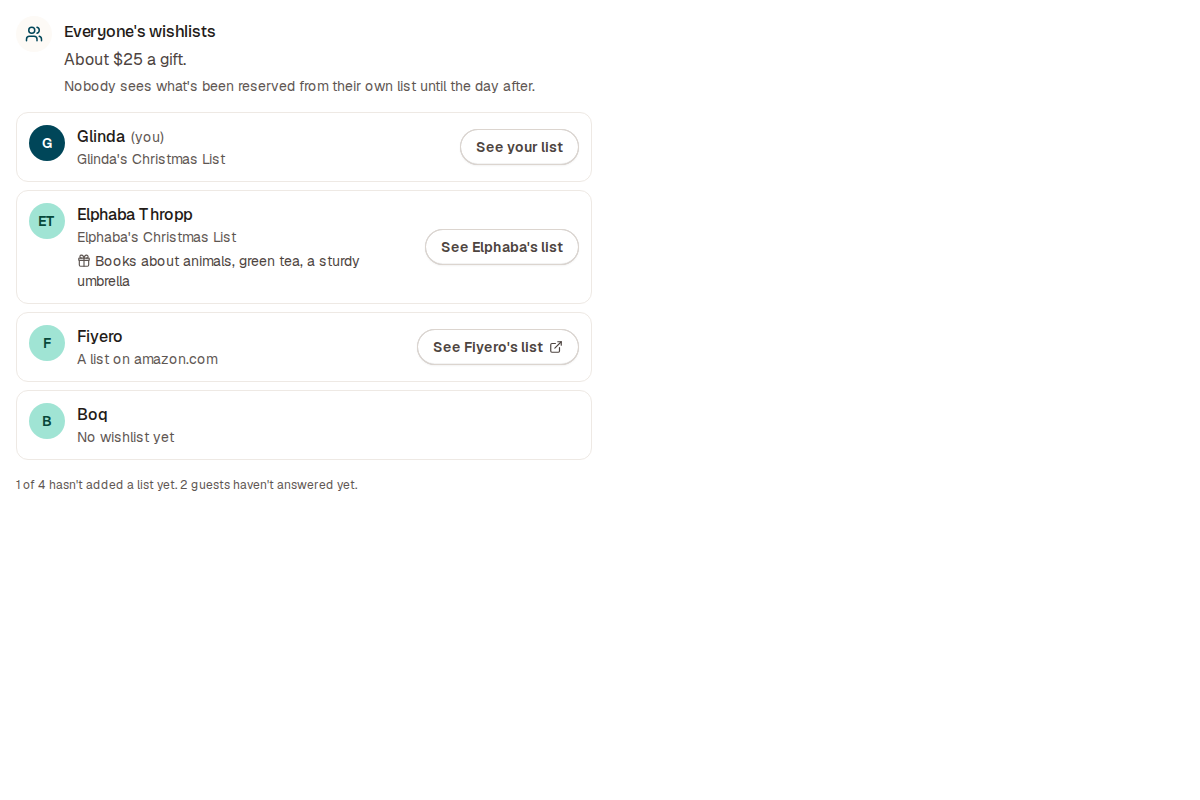 Everyone's wishlists
About $25 a gift.
Nobody sees what's been reserved from their own list until the day after.
G
Glinda (you)
Glinda's Christmas List
See your list
ET
Elphaba Thropp
Elphaba's Christmas List
Books about animals, green tea, a sturdy
umbrella
See Elphaba's list
F
Fiyero
A list on amazon.com
See Fiyero's list
B
Boq
No wishlist yet
1 of 4 hasn't added a list yet. 2 guests haven't answered yet.